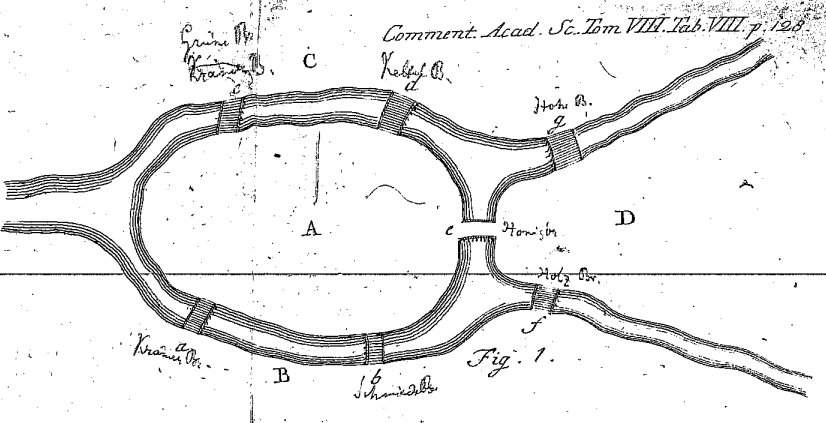 Comment. Acad. Sc. Tom VIII. Tab. VIII. p. 128.
Grüne Br.
Krämer B.
C
c
d
Hohe B.
g
A
e
Honigbr.
D
Holz Br.
f
Krämer Br.
a
B
b
Schmiede Br.
Fig. 1.